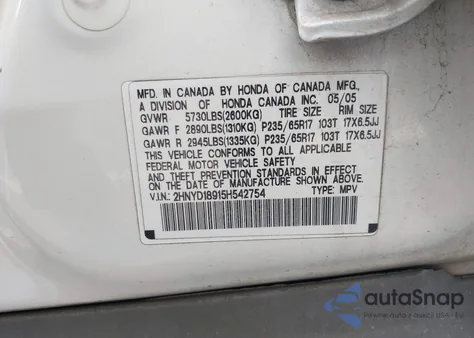 MFD. IN CANADA BY HONDA OF CANADA MFG.,
A DIVISION OF HONDA CANADA INC. 05/05
GVWR 5730LBS(2600KG) TIRE SIZE RIM SIZE
GAWR F 2890LBS(1310KG) P235/65R17 103T 17X6.5JJ
GAWR R 2945LBS(1335KG) P235/65R17 103T 17X6.5JJ
THIS VEHICLE CONFORMS TO ALL APPLICABLE
FEDERAL MOTOR VEHICLE SAFETY
AND THEFT PREVENTION STANDARDS IN EFFECT
ON THE DATE OF MANUFACTURE SHOWN ABOVE.
V.I.N.: 2HNYD18915H542754 TYPE: MPV
autoSnap